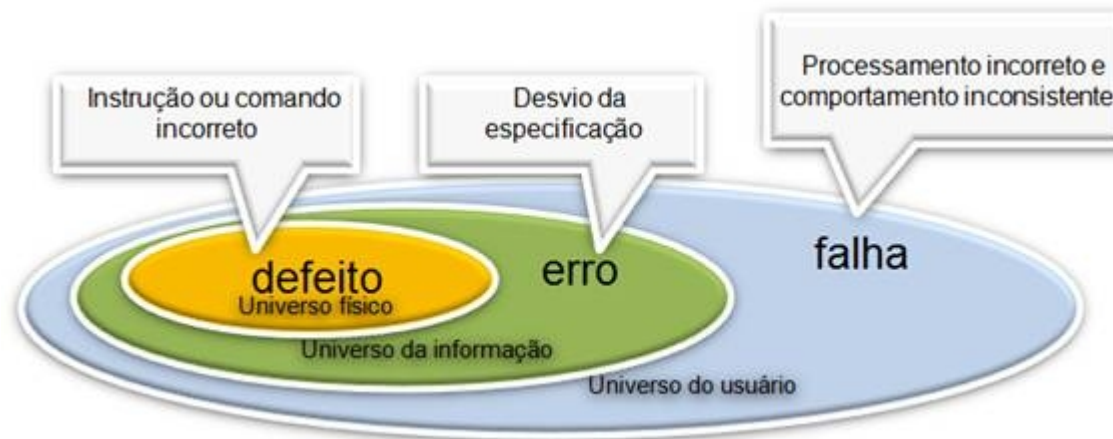 Instrução ou comando
incorreto
Desvio da
especificação
Processamento incorreto e
comportamento inconsistente
defeito
Universo físico
erro
Universo da informação
falha
Universo do usuário